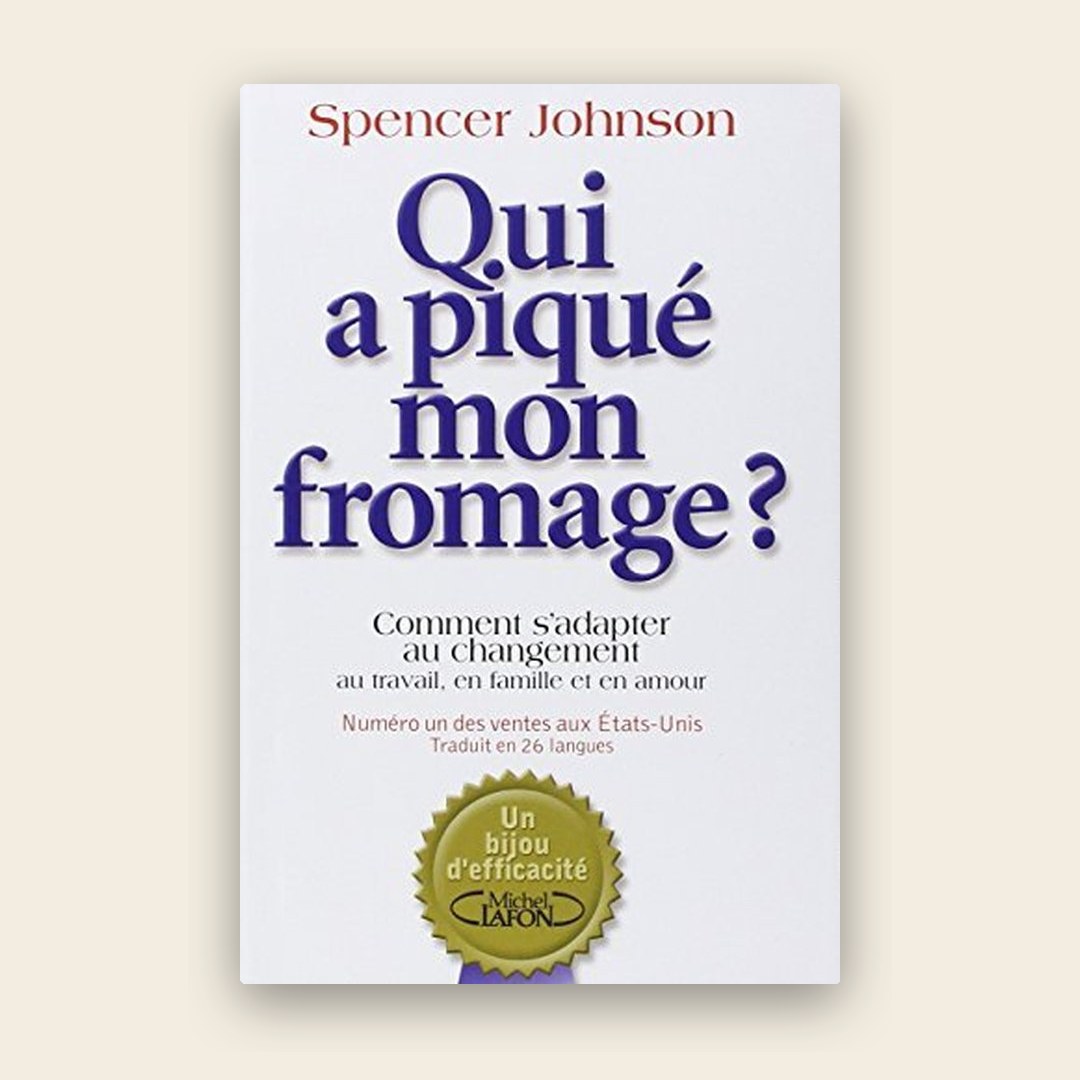 Spencer Johnson
Qui
a piqué
mon
fromage ?
Comment s'adapter
au changement
au travail, en famille et en amour
Numéro un des ventes aux États-Unis
Traduit en 26 langues
Un
bijou
d'efficacité
Michel
LAFON